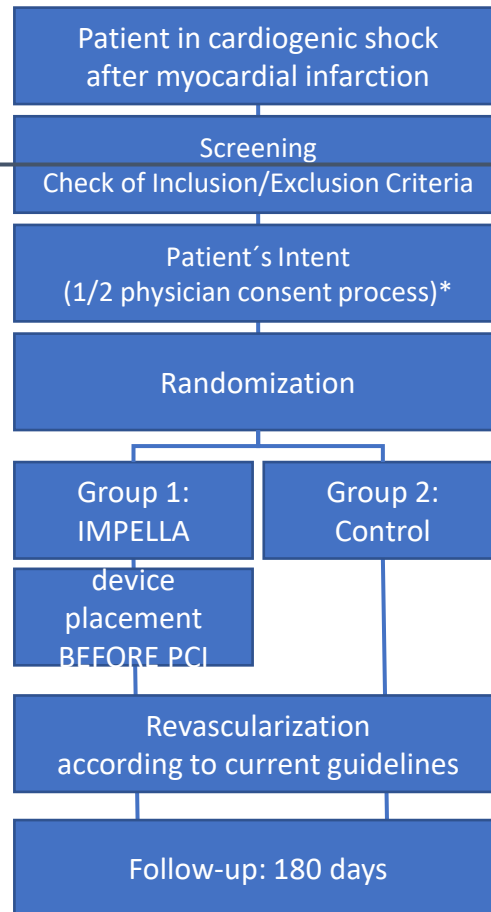 Patient in cardiogenic shock
after myocardial infarction
Screening
Check of Inclusion/Exclusion Criteria
Patient´s Intent
(1/2 physician consent process)*
Randomization
Group 1:
IMPELLA
Group 2:
Control
device
placement
BEFORE PCI
Revascularization
according to current guidelines
Follow-up: 180 days